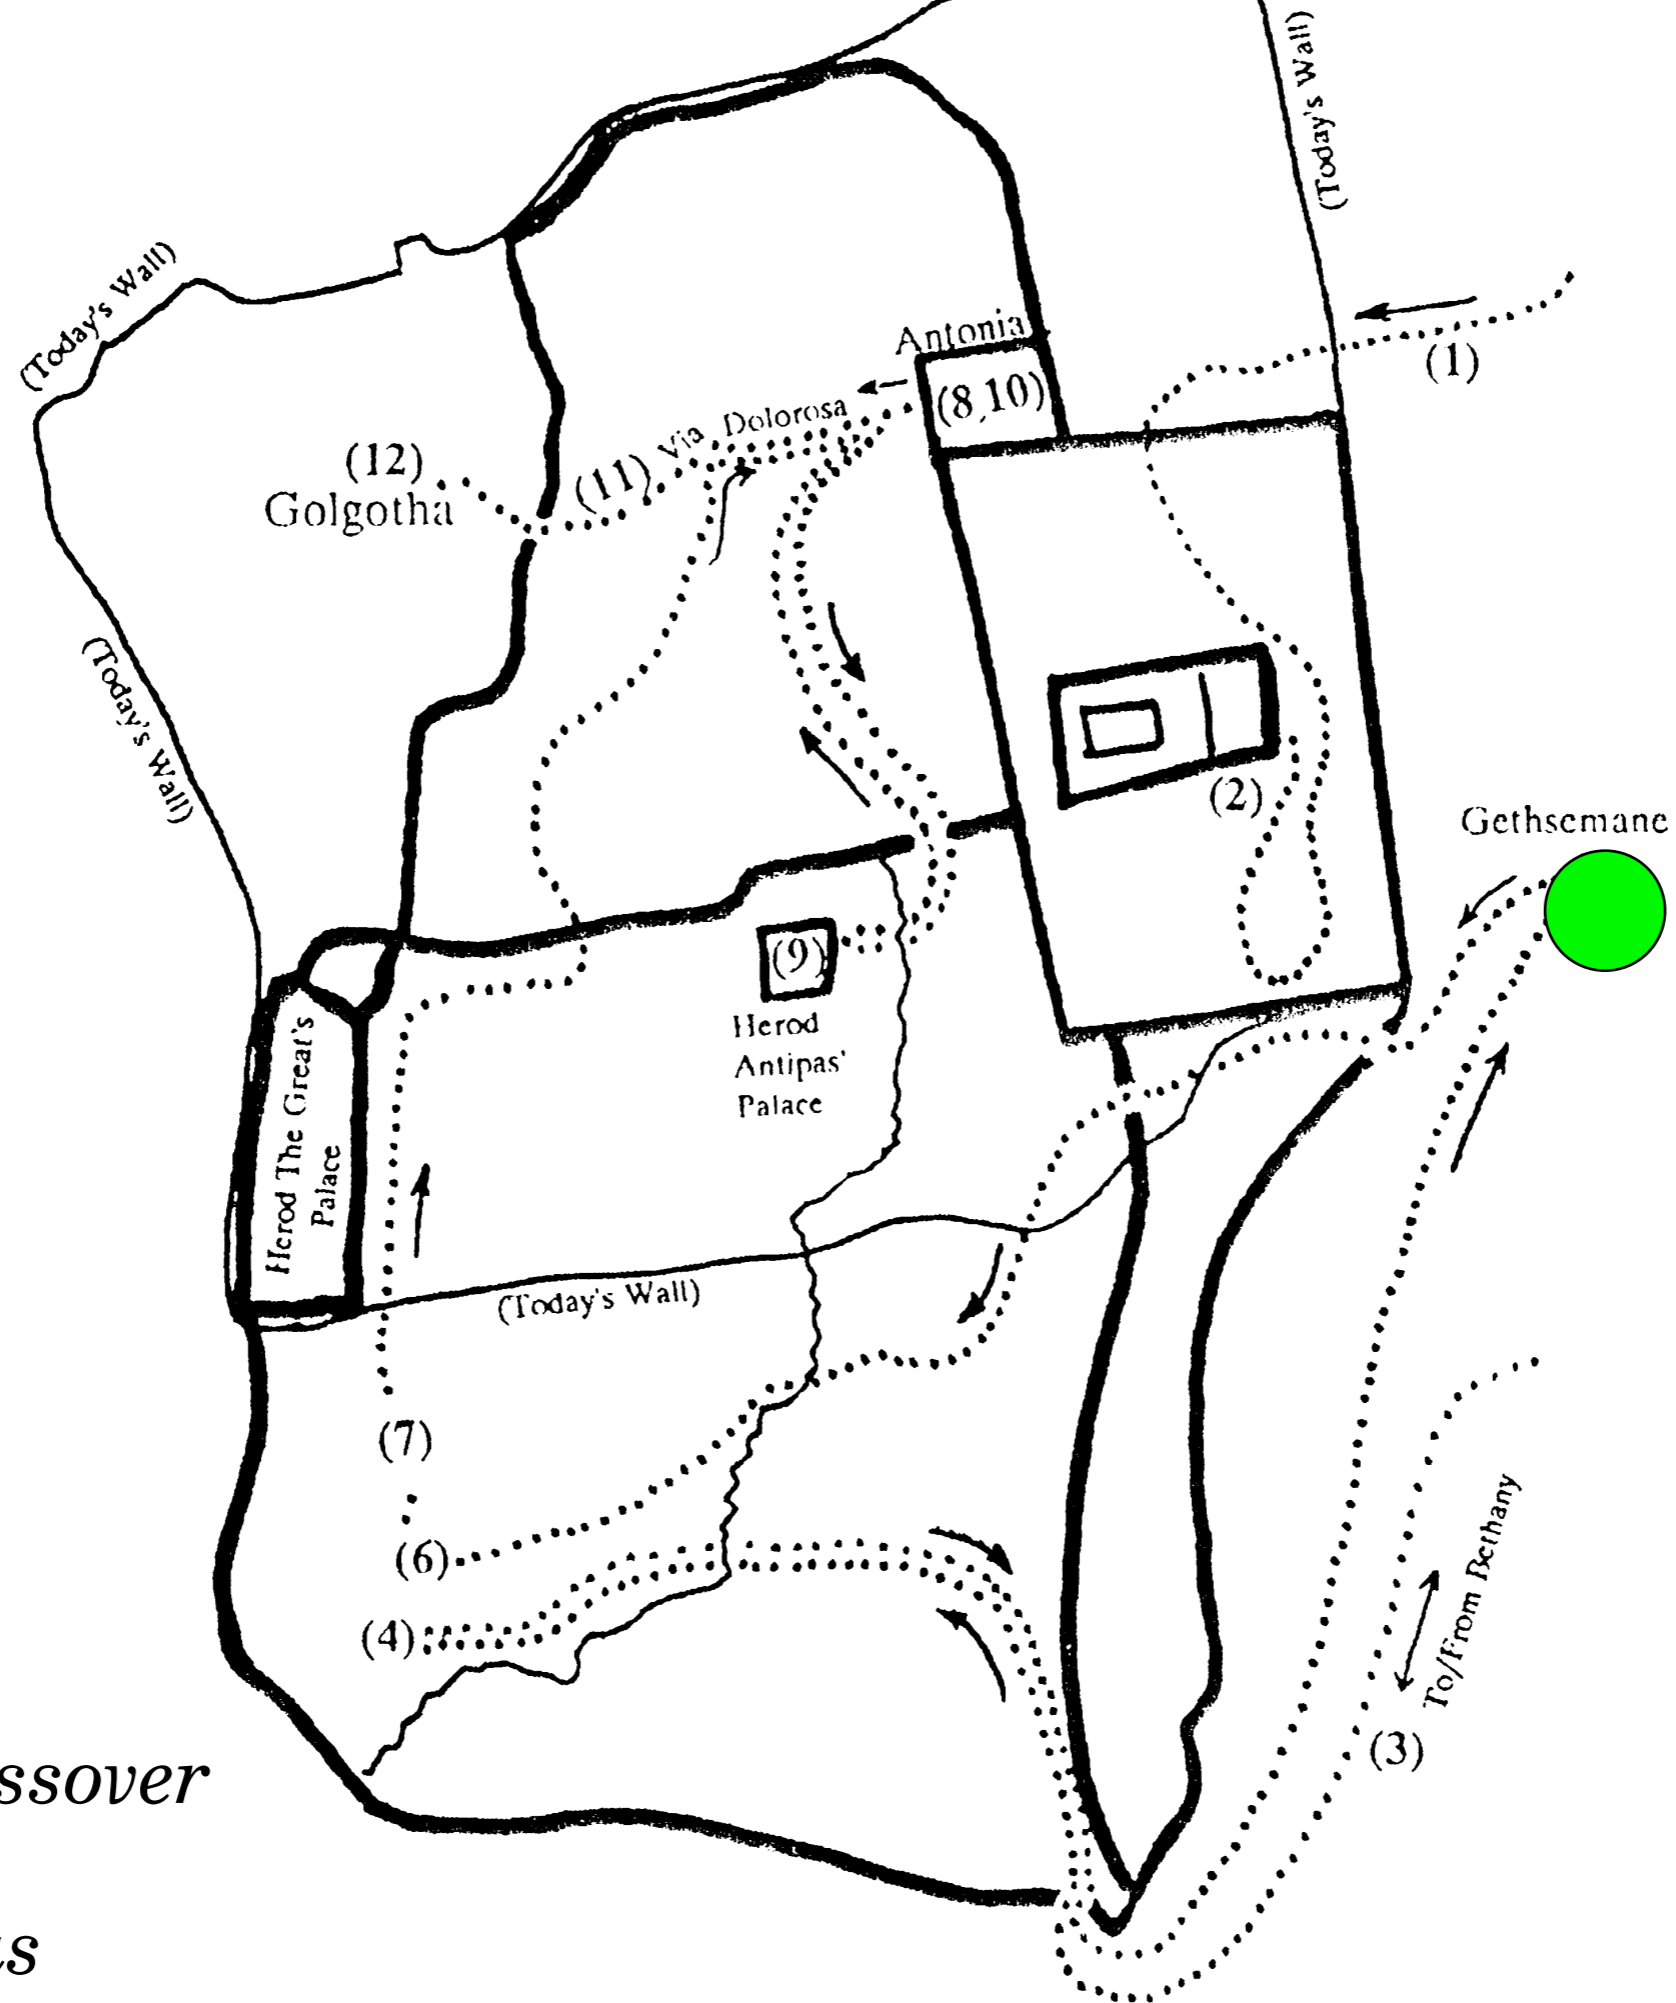 (Today's Wall)
(Today's Wall)
Antonia
(8,10)
(1)
Via Dolorosa
(12)
Golgotha
(11)
(Today's Wall)
(2)
Gethsemane
(9)
Herod
Antipas'
Palace
Herod The Great's
Palace
(Today's Wall)
(7)
(6)
(4)
To/From Bethany
(3)
ssover
s